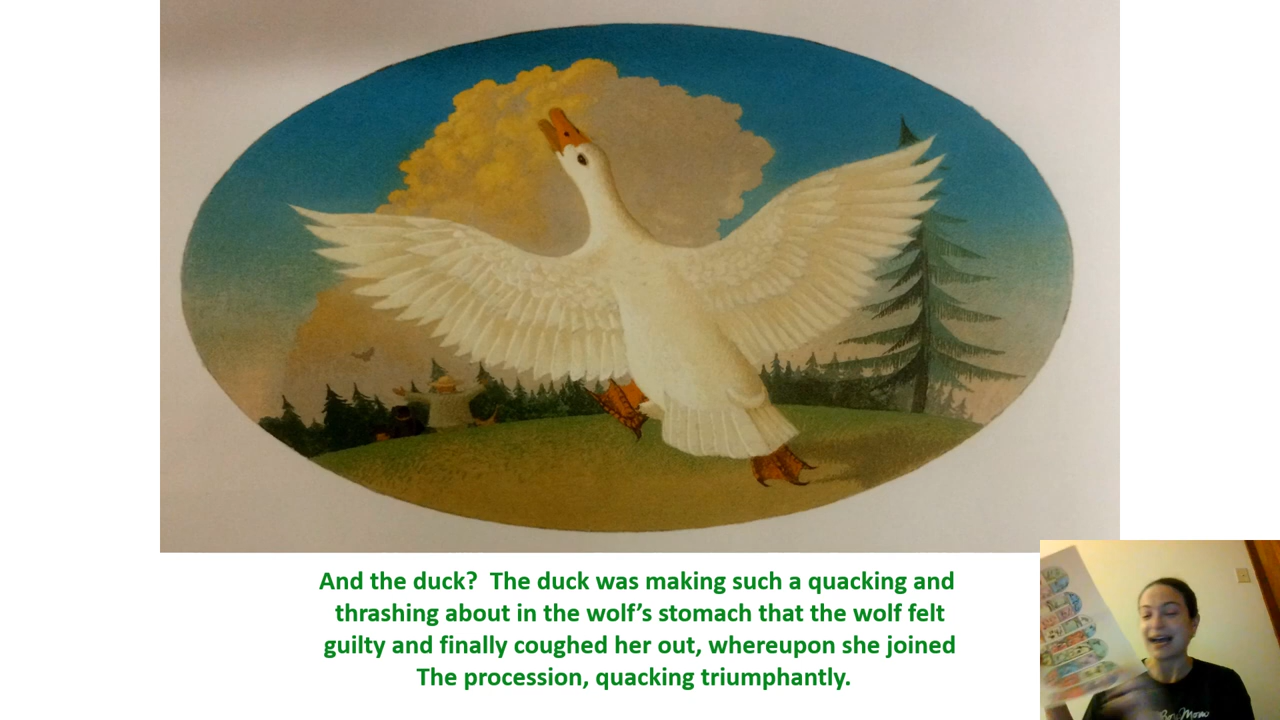 And the duck?  The duck was making such a quacking and
thrashing about in the wolf’s stomach that the wolf felt
guilty and finally coughed her out, whereupon she joined
The procession, quacking triumphantly.